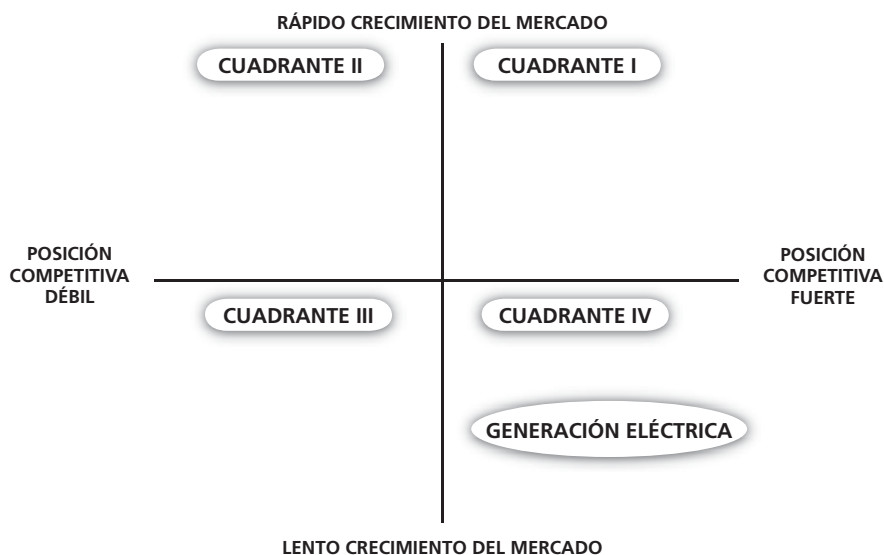 RÁPIDO CRECIMIENTO DEL MERCADO
CUADRANTE II
CUADRANTE I
POSICIÓN
COMPETITIVA
DÉBIL
POSICIÓN
COMPETITIVA
FUERTE
CUADRANTE III
CUADRANTE IV
GENERACIÓN ELÉCTRICA
LENTO CRECIMIENTO DEL MERCADO